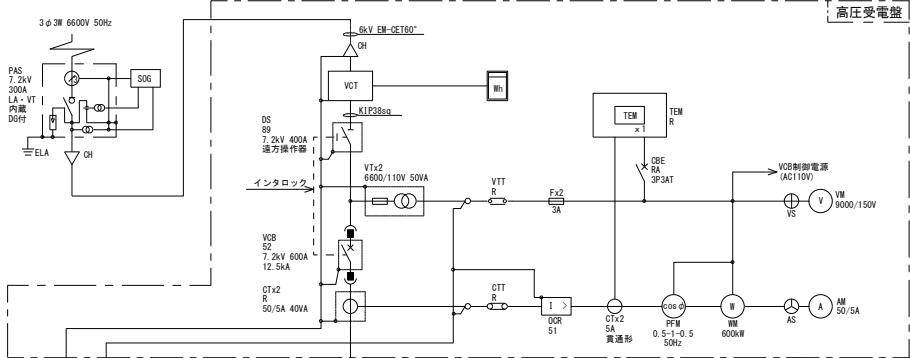 高圧受電盤
3φ3W 6600V 50Hz
PAS
7.2kV
300A
LA・VT
内蔵
DG付
SOG
ELA
CH
6kV EM-CET60°
CH
VCT
Wh
KIP38sq
DS
89
7.2kV 400A
遠方操作器
インタロック
VTx2
6600/110V 50VA
VTT
R
Fx2
3A
TEM
x1
TEM
R
CBE
RA
3P3AT
VCB制御電源
(AC110V)
VS
V
VM
9000/150V
VCB
52
7.2kV 600A
12.5kA
CTx2
R
50/5A 40VA
CTT
R
I >
OCR
51
CTx2
5A
貫通形
cosφ
PFM
0.5-1-0.5
50Hz
W
WM
600kW
AS
A
AM
50/5A